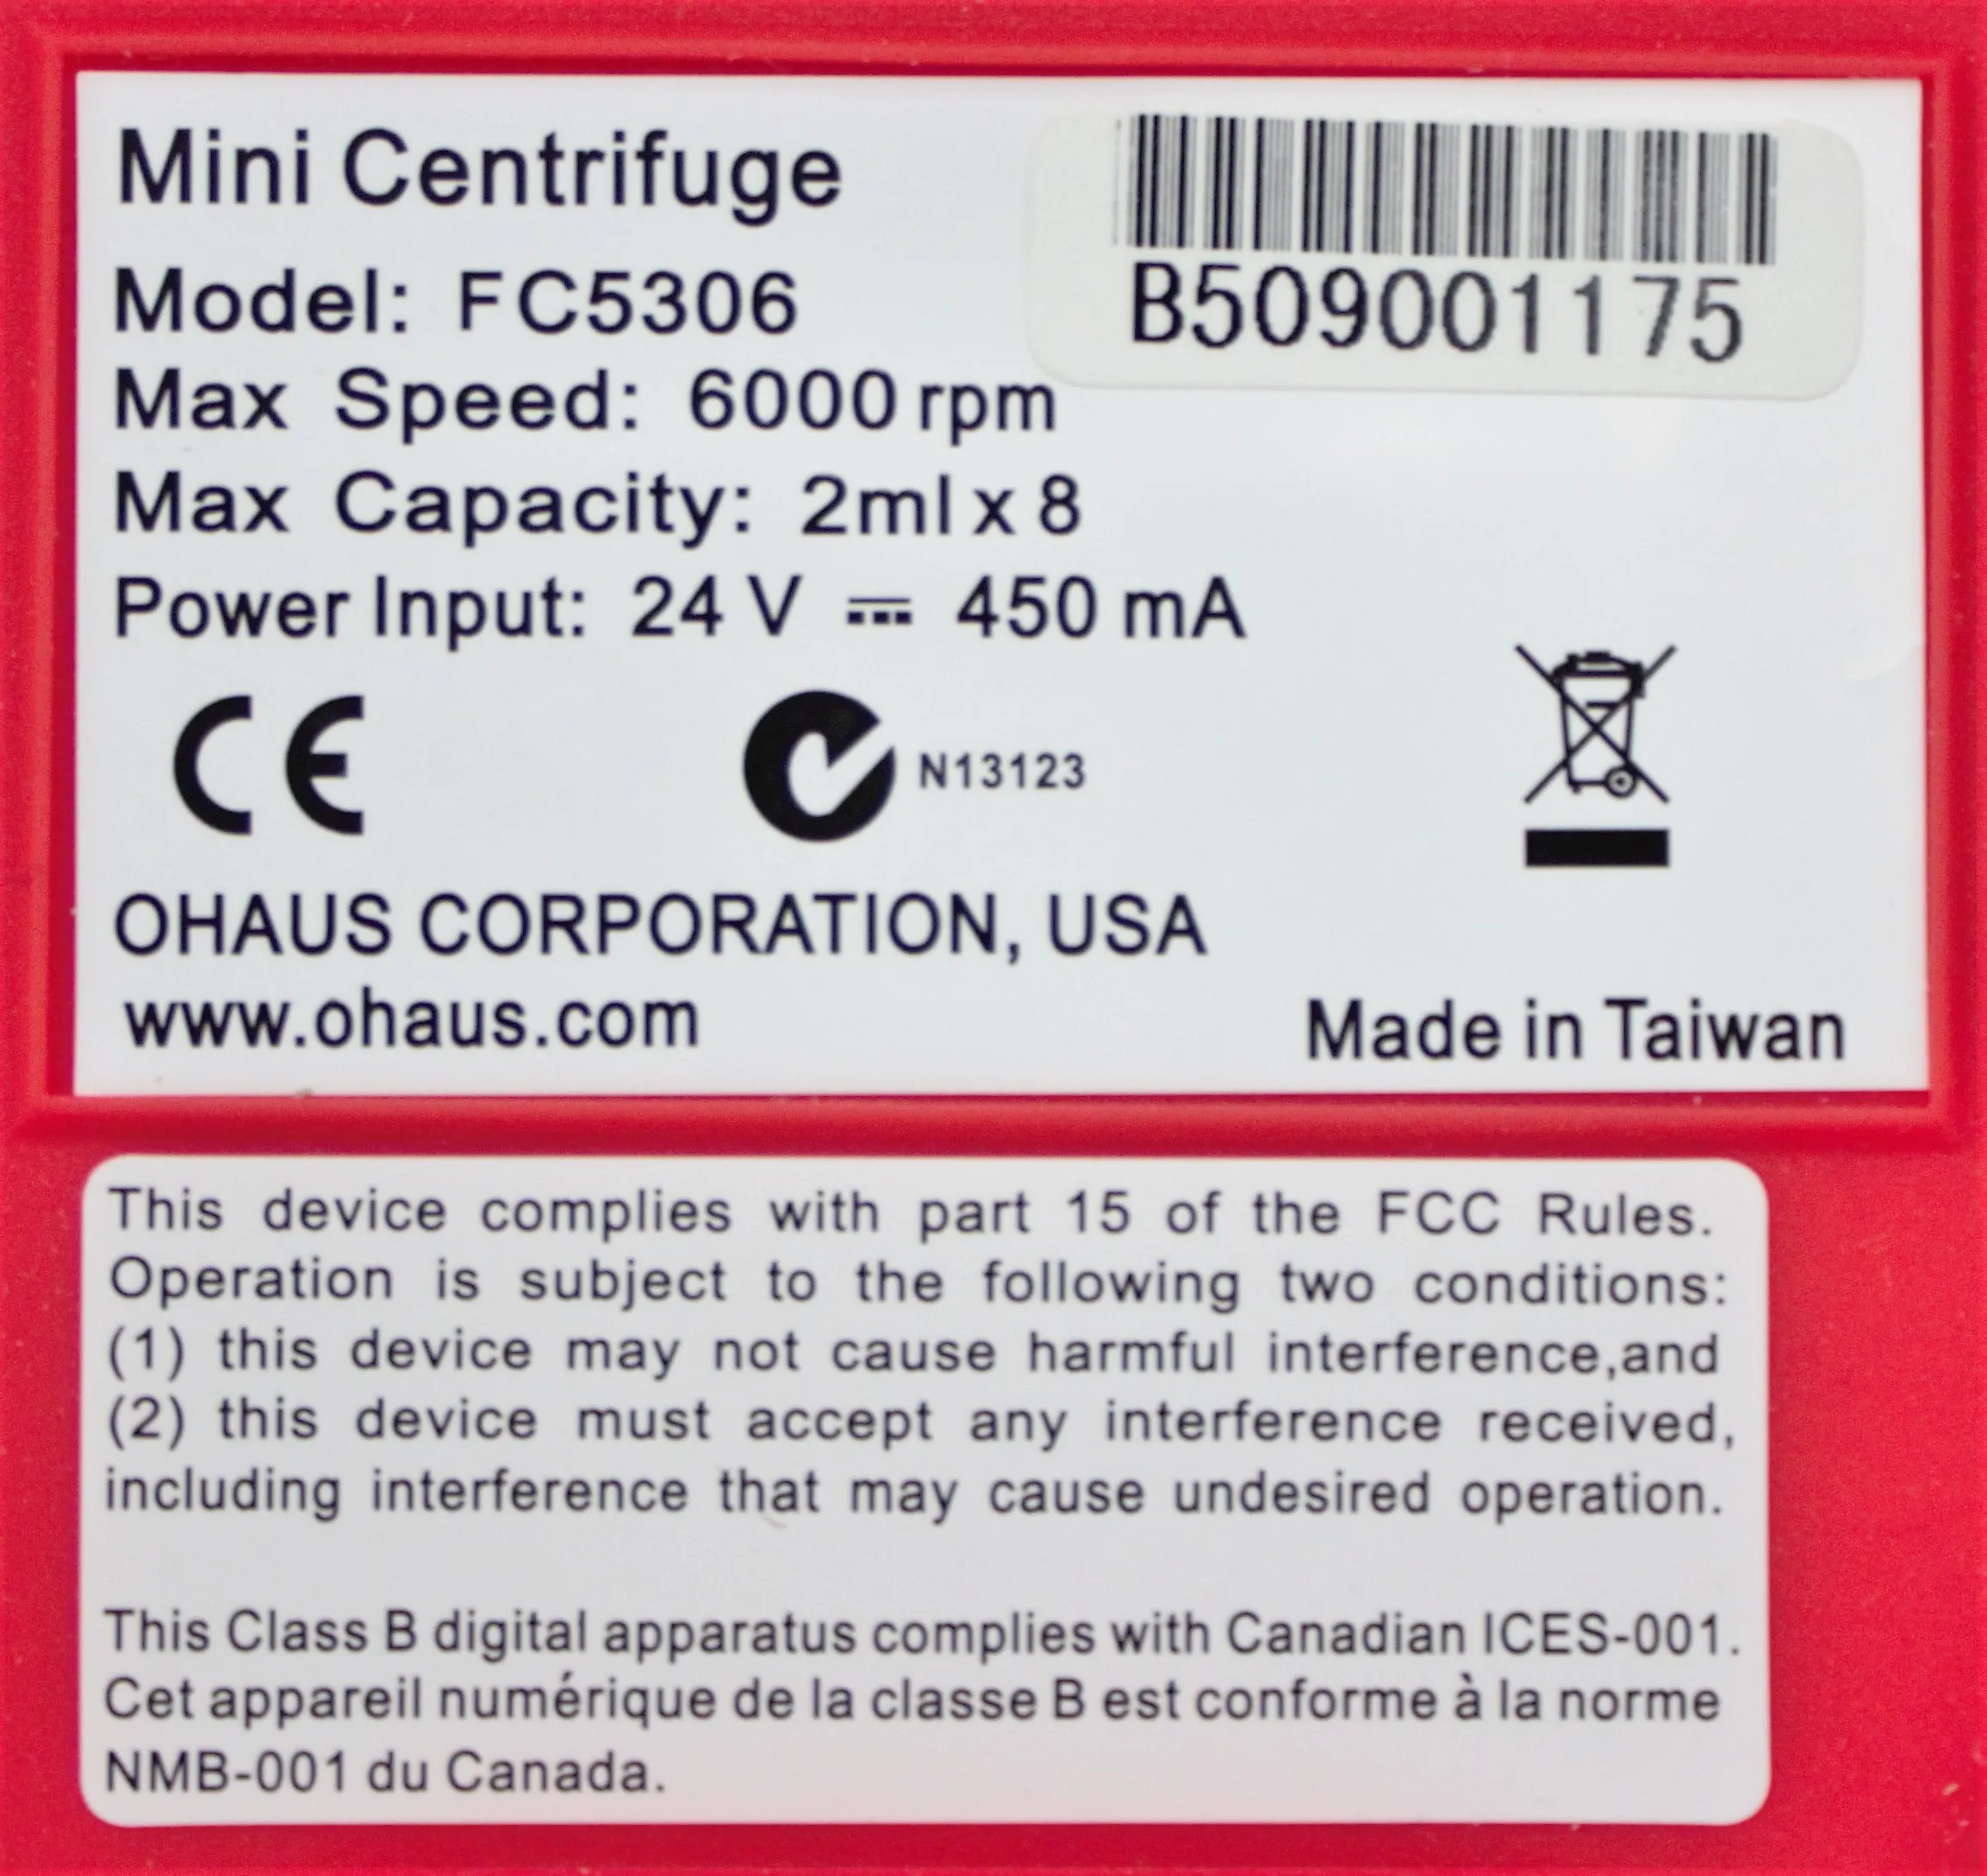 Mini Centrifuge
B509001175
Model: FC5306
Max Speed: 6000 rpm
Max Capacity: 2ml x 8
Power Input: 24 V ⎓ 450 mA
CE
N13123
OHAUS CORPORATION, USA
www.ohaus.com
Made in Taiwan
This device complies with part 15 of the FCC Rules.
Operation is subject to the following two conditions:
(1) this device may not cause harmful interference,and
(2) this device must accept any interference received,
including interference that may cause undesired operation.
This Class B digital apparatus complies with Canadian ICES-001.
Cet appareil numérique de la classe B est conforme à la norme
NMB-001 du Canada.